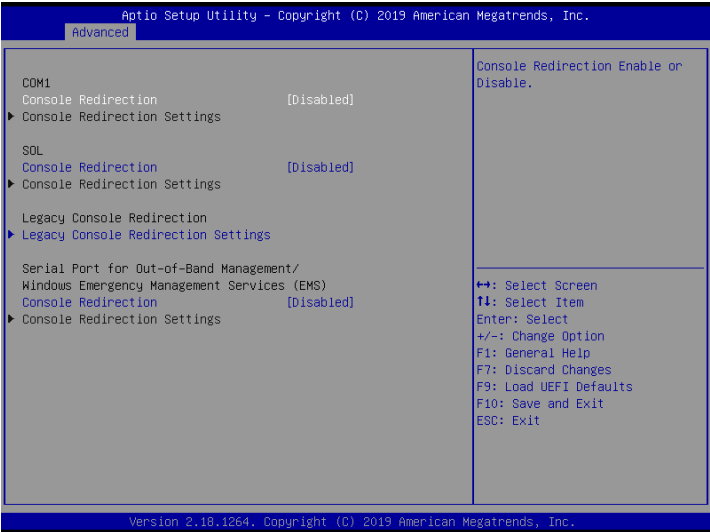 Aptio Setup Utility – Copyright (C) 2019 American Megatrends, Inc.
Advanced
COM1
Console Redirection [Disabled]
Console Redirection Settings
SOL
Console Redirection [Disabled]
Console Redirection Settings
Legacy Console Redirection
Legacy Console Redirection Settings
Serial Port for Out-of-Band Management/
Windows Emergency Management Services (EMS)
Console Redirection [Disabled]
Console Redirection Settings
Console Redirection Enable or
Disable.
↔: Select Screen
↑↓: Select Item
Enter: Select
+/-: Change Option
F1: General Help
F7: Discard Changes
F9: Load UEFI Defaults
F10: Save and Exit
ESC: Exit
Version 2.18.1264. Copyright (C) 2019 American Megatrends, Inc.